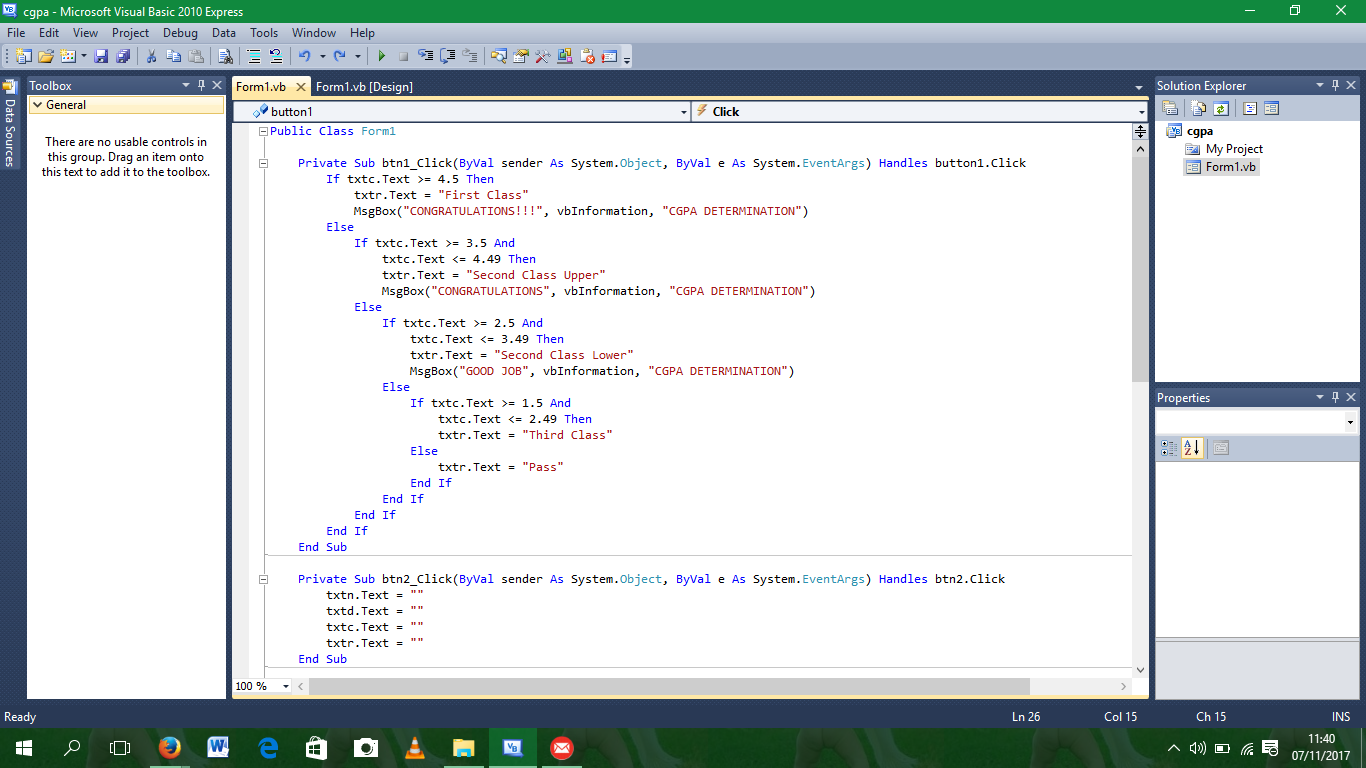 cgpa - Microsoft Visual Basic 2010 Express
File Edit View Project Debug Data Tools Window Help
Data Sources
Toolbox
General
There are no usable controls in
this group. Drag an item onto
this text to add it to the toolbox.
Form1.vb Form1.vb [Design]
button1 Click
Public Class Form1
Private Sub btn1_Click(ByVal sender As System.Object, ByVal e As System.EventArgs) Handles button1.Click
If txtc.Text >= 4.5 Then
txtr.Text = "First Class"
MsgBox("CONGRATULATIONS!!!", vbInformation, "CGPA DETERMINATION")
Else
If txtc.Text >= 3.5 And
txtc.Text <= 4.49 Then
txtr.Text = "Second Class Upper"
MsgBox("CONGRATULATIONS", vbInformation, "CGPA DETERMINATION")
Else
If txtc.Text >= 2.5 And
txtc.Text <= 3.49 Then
txtr.Text = "Second Class Lower"
MsgBox("GOOD JOB", vbInformation, "CGPA DETERMINATION")
Else
If txtc.Text >= 1.5 And
txtc.Text <= 2.49 Then
txtr.Text = "Third Class"
Else
txtr.Text = "Pass"
End If
End If
End If
End If
End Sub
Private Sub btn2_Click(ByVal sender As System.Object, ByVal e As System.EventArgs) Handles btn2.Click
txtn.Text = ""
txtd.Text = ""
txtc.Text = ""
txtr.Text = ""
End Sub
100 %
Solution Explorer
cgpa
My Project
Form1.vb
Properties
Ready
Ln 26 Col 15 Ch 15 INS
11:40
07/11/2017